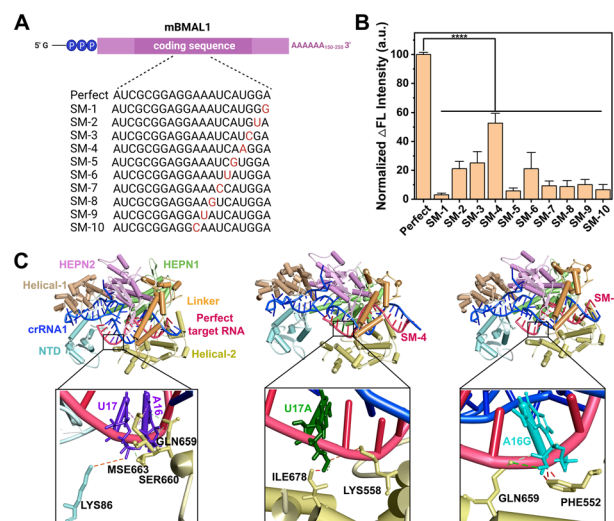 A
mBMAL1
5' G
P P P
coding sequence
AAAAAA150-250 3'
Perfect AUCGCGGAGGAAAUCAUGGA
SM-1 AUCGCGGAGGAAAUCAUGGG
SM-2 AUCGCGGAGGAAAUCAUGUA
SM-3 AUCGCGGAGGAAAUCAUCGA
SM-4 AUCGCGGAGGAAAUCAAGGA
SM-5 AUCGCGGAGGAAAUCGUGGA
SM-6 AUCGCGGAGGAAAUUAUGGA
SM-7 AUCGCGGAGGAAACCAUGGA
SM-8 AUCGCGGAGGAAGUCAUGGA
SM-9 AUCGCGGAGGAUAUCAUGGA
SM-10 AUCGCGGAGGCAAUCAUGGA
B
Normalized △FL Intensity (a.u.)
100
80
60
40
20
0
****
Perfect
SM-1
SM-2
SM-3
SM-4
SM-5
SM-6
SM-7
SM-8
SM-9
SM-10
C
HEPN2
HEPN1
Helical-1
Linker
crRNA1
Perfect
target RNA
NTD
Helical-2
SM-4
SM-
U17
A16
GLN659
MSE663
SER660
LYS86
U17A
ILE678
LYS558
A16G
GLN659
PHE552